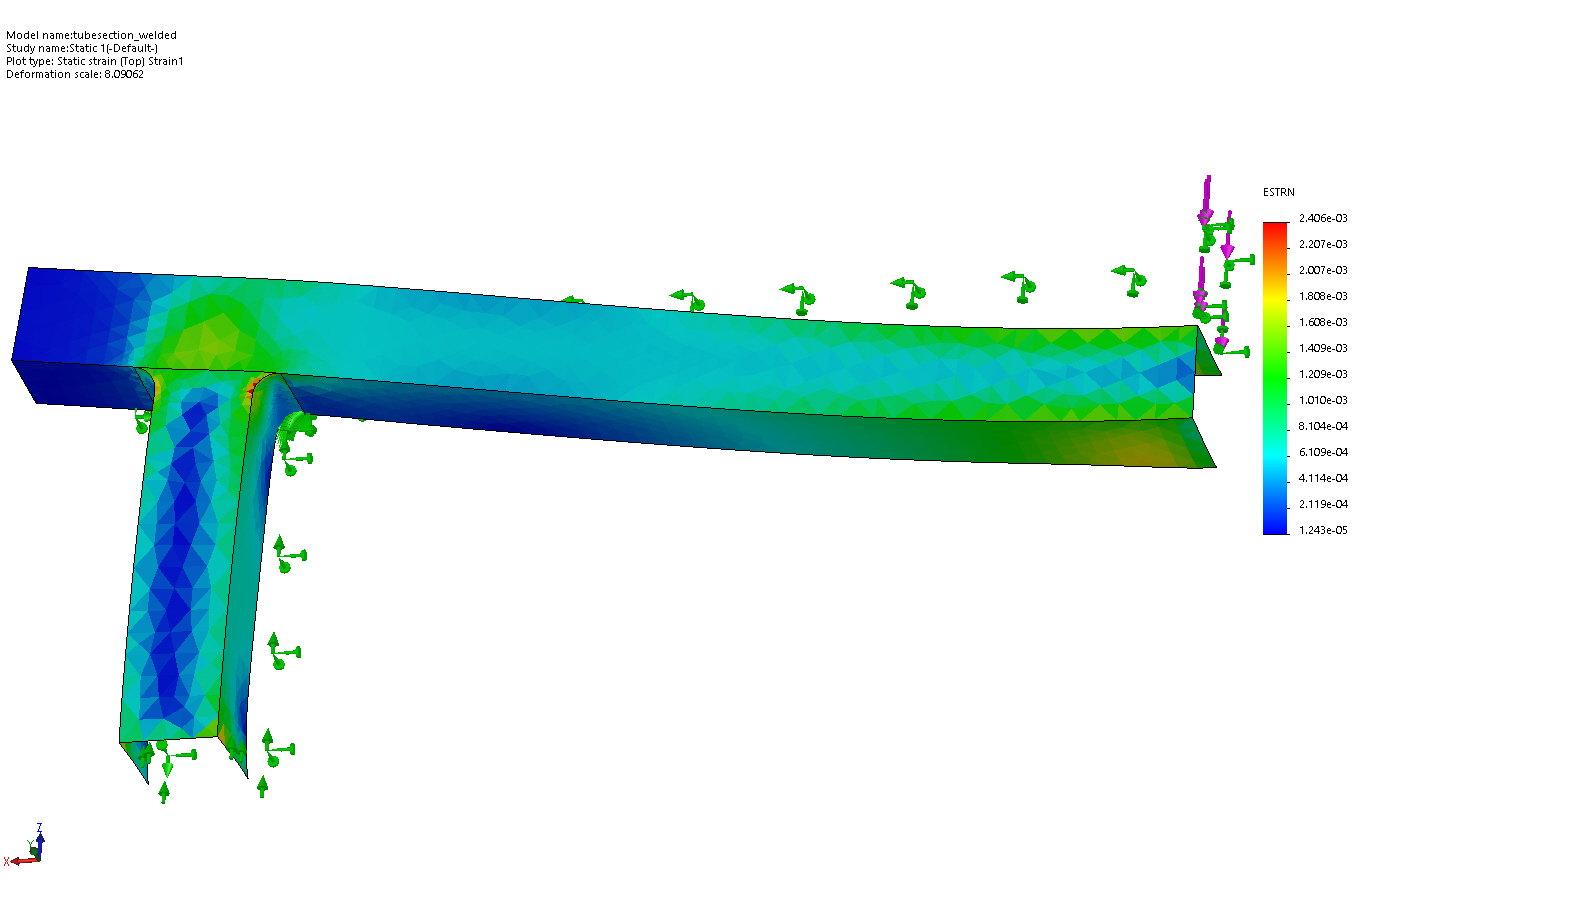 Model name:tubesection_welded
Study name:Static 1(-Default-)
Plot type: Static strain (Top) Strain1
Deformation scale: 8.09062
ESTRN
2.406e-03
2.207e-03
2.007e-03
1.808e-03
1.608e-03
1.409e-03
1.209e-03
1.010e-03
8.104e-04
6.109e-04
4.114e-04
2.119e-04
1.243e-05
Z
Y
X